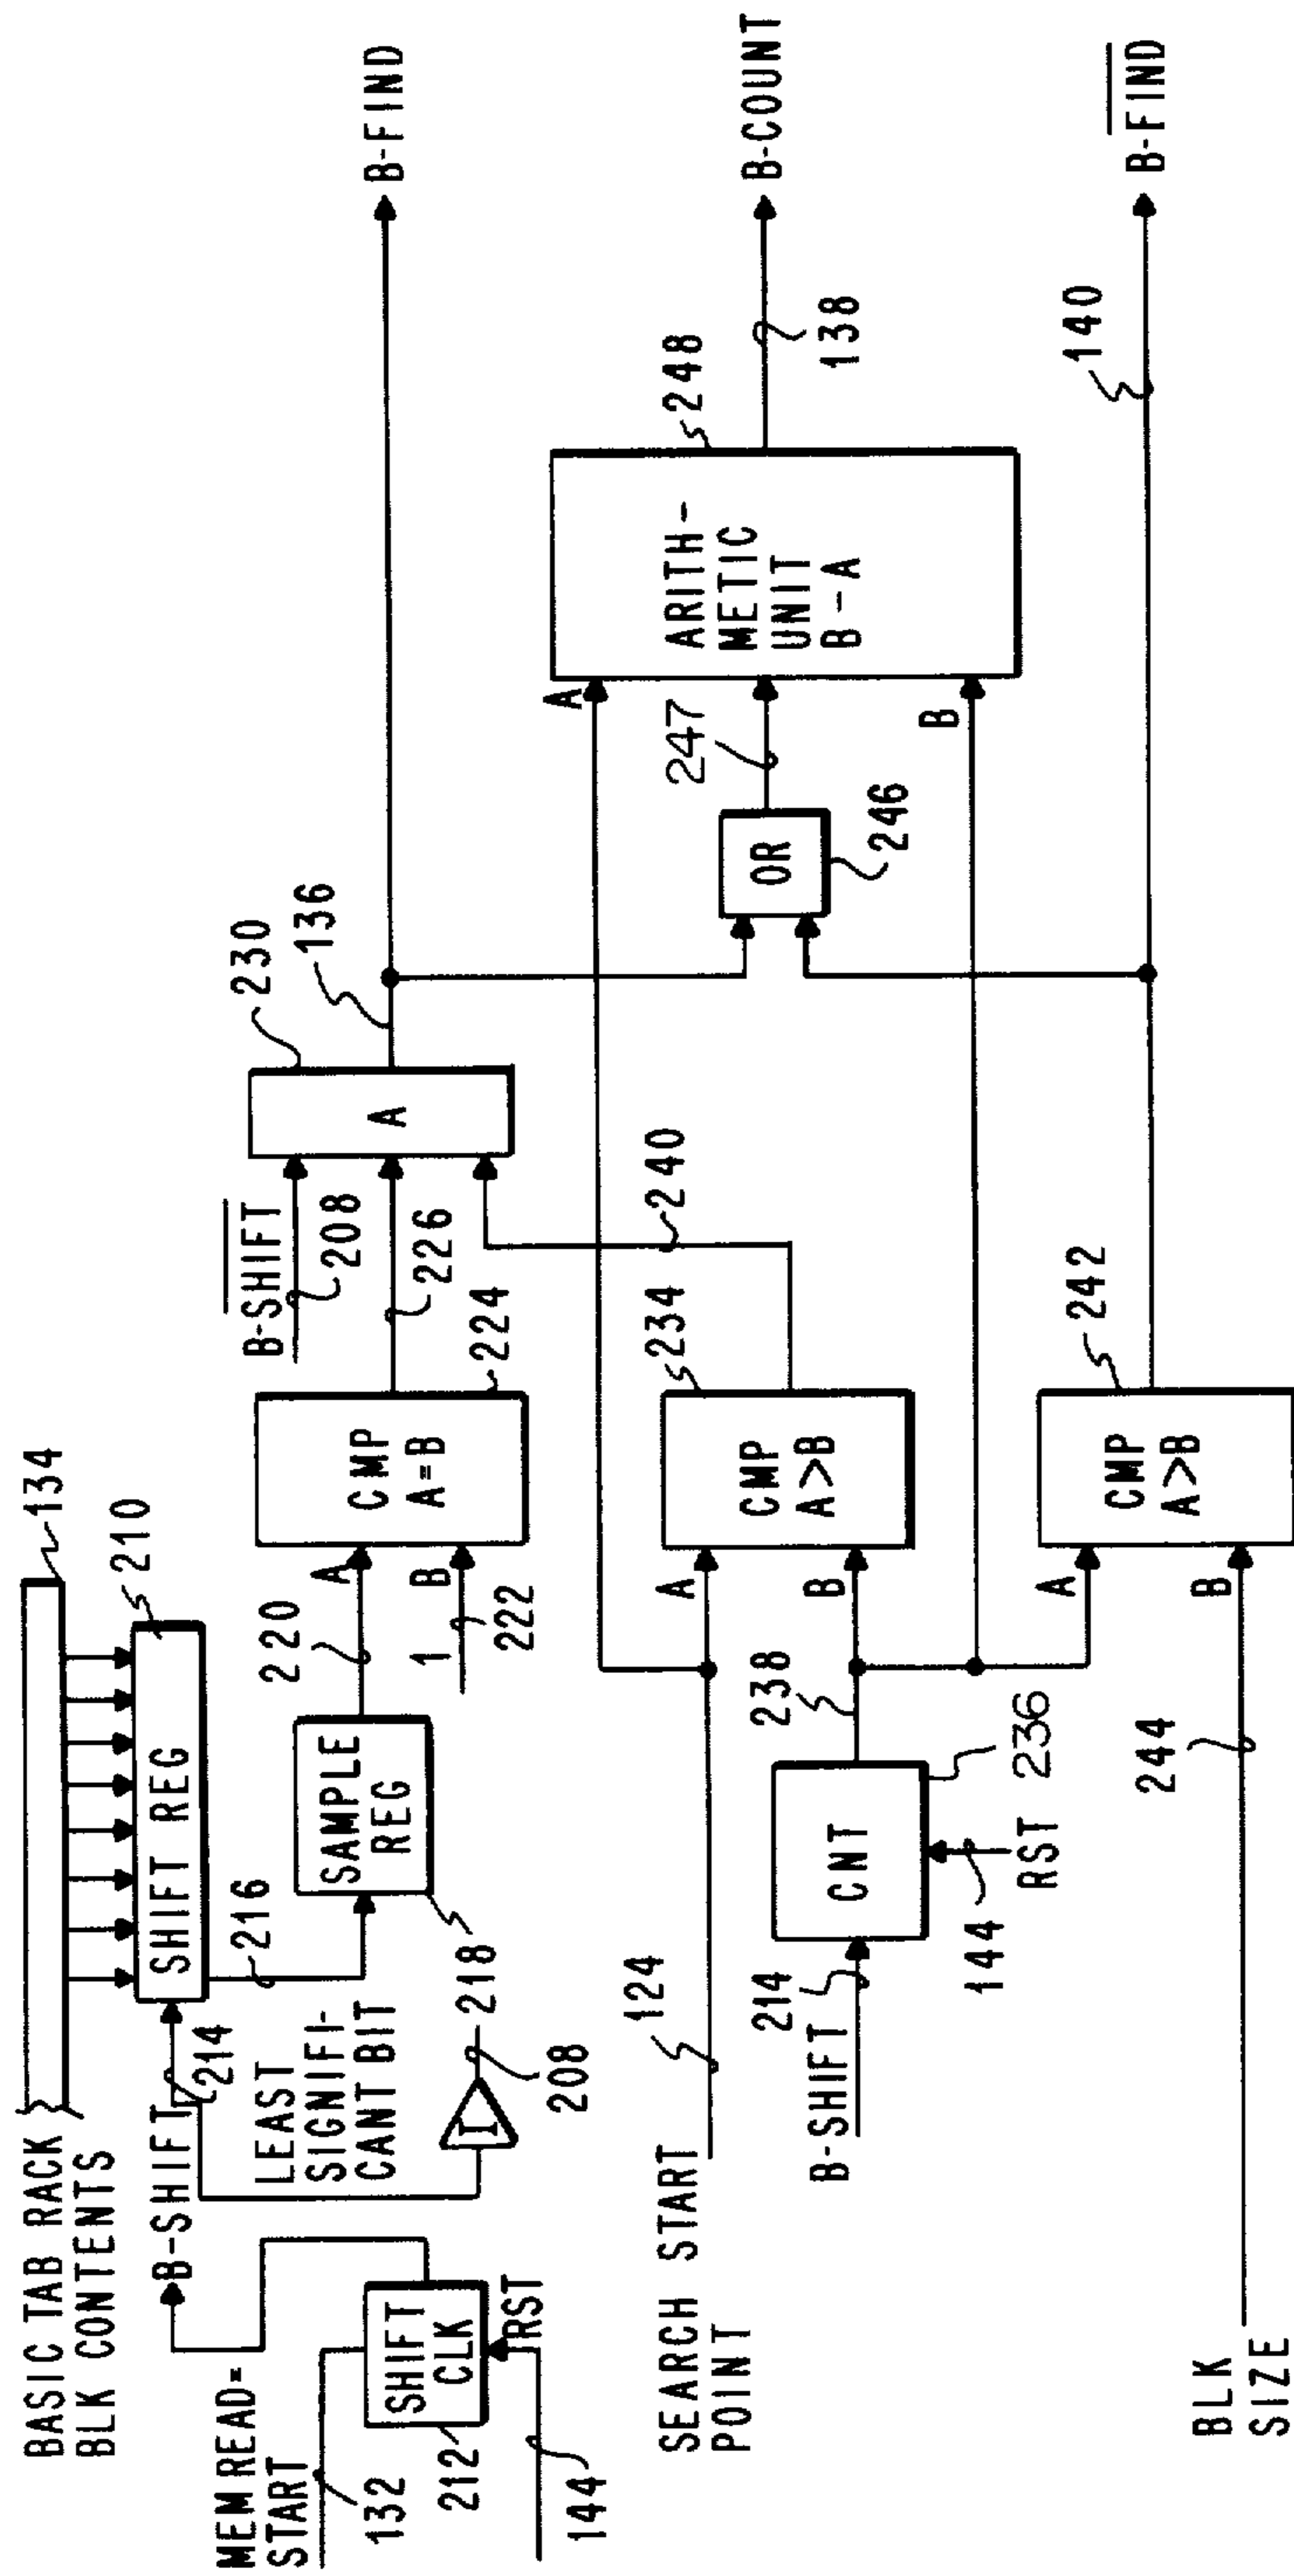 BASIC TAB RACK
BLK CONTENTS
134
SHIFT REG
210
B-SHIFT
214
LEAST
SIGNIFI-
CANT BIT
216
SAMPLE
REG
218
208
I
MEM READ=
START
132
SHIFT
CLK
212
RST
144
220
A
1
B
222
CMP
A=B
224
226
B-SHIFT
208
A
230
136
B-FIND
SEARCH START
POINT
124
A
B
CMP
A>B
234
240
B-SHIFT
214
CNT
236
238
144
RST
BLK
SIZE
244
A
B
CMP
A>B
242
OR
246
247
A
B
ARITH-
METIC
UNIT
B-A
248
138
B-COUNT
140
B-FIND